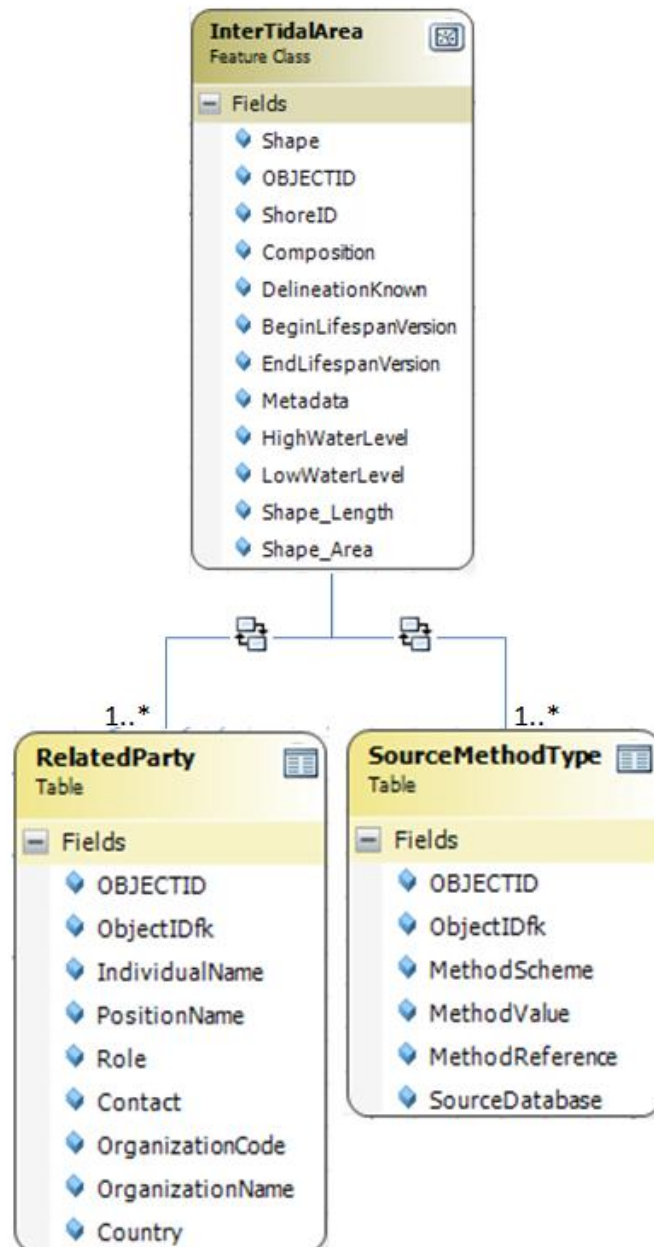 InterTidalArea
Feature Class
Fields
Shape
OBJECTID
ShoreID
Composition
DelineationKnown
BeginLifespanVersion
EndLifespanVersion
Metadata
HighWaterLevel
LowWaterLevel
Shape_Length
Shape_Area
1..*
RelatedParty
Table
Fields
OBJECTID
ObjectIDfk
IndividualName
PositionName
Role
Contact
OrganizationCode
OrganizationName
Country
1..*
SourceMethodType
Table
Fields
OBJECTID
ObjectIDfk
MethodScheme
MethodValue
MethodReference
SourceDatabase